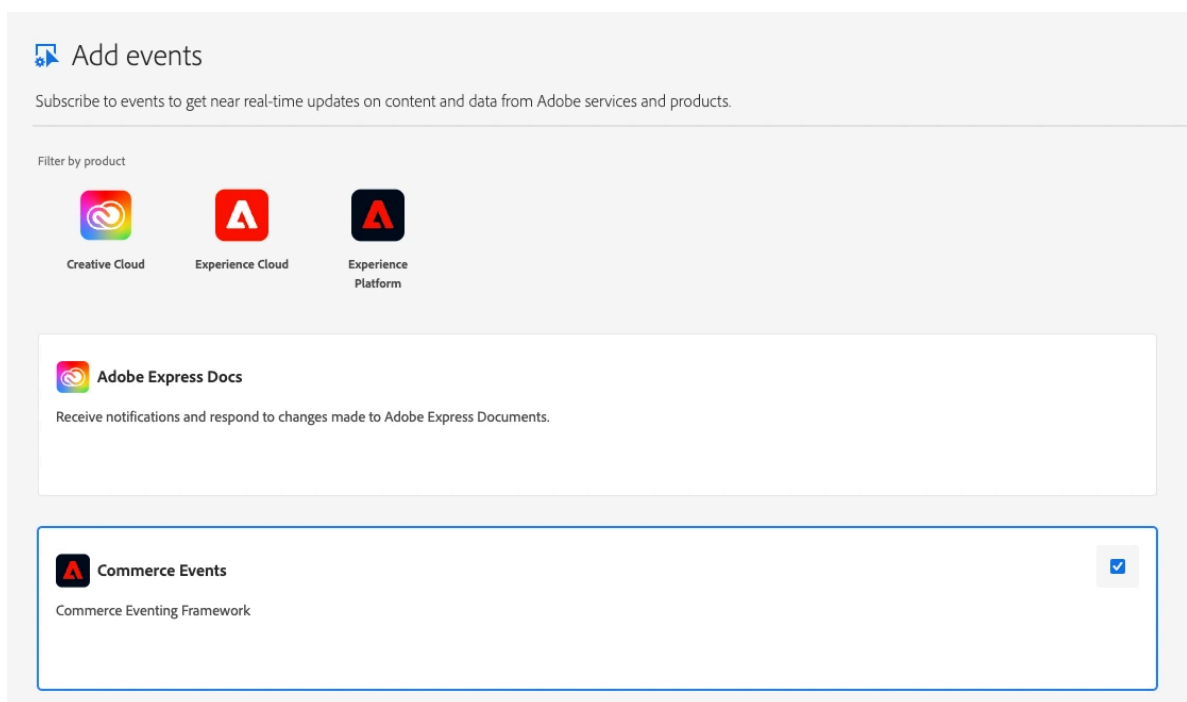 Add events
Subscribe to events to get near real-time updates on content and data from Adobe services and products.
Filter by product
Creative Cloud
Experience Cloud
Experience
Platform
Adobe Express Docs
Receive notifications and respond to changes made to Adobe Express Documents.
Commerce Events
Commerce Eventing Framework